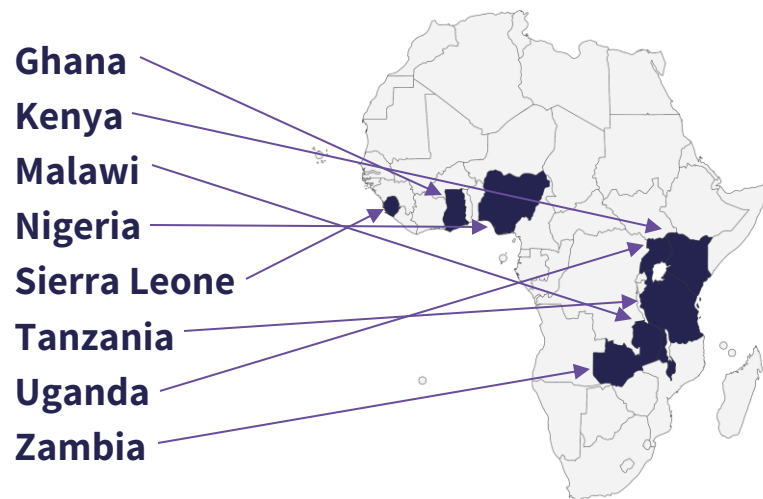 Ghana
Kenya
Malawi
Nigeria
Sierra Leone
Tanzania
Uganda
Zambia